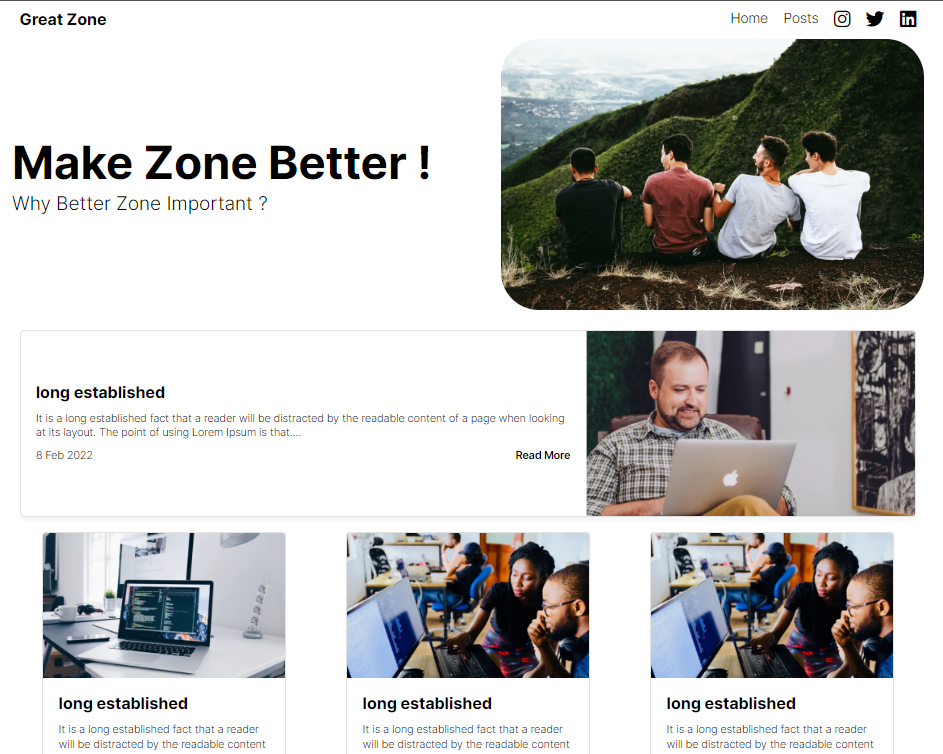 Great Zone
Home Posts
Make Zone Better !
Why Better Zone Important ?
long established
It is a long established fact that a reader will be distracted by the readable content of a page when looking
at its layout. The point of using Lorem Ipsum is that....
8 Feb 2022
Read More
long established
It is a long established fact that a reader
will be distracted by the readable content
long established
It is a long established fact that a reader
will be distracted by the readable content
long established
It is a long established fact that a reader
will be distracted by the readable content